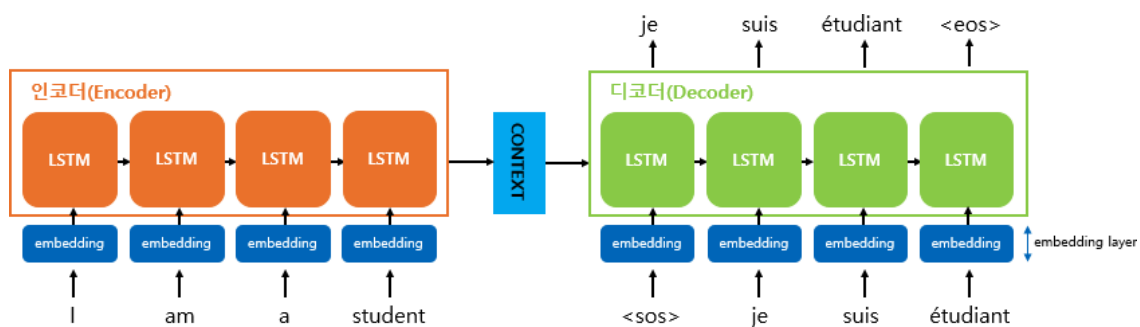 je suis étudiant <eos>
인코더(Encoder)
LSTM LSTM LSTM LSTM
CONTEXT
디코더(Decoder)
LSTM LSTM LSTM LSTM
embedding embedding embedding embedding
embedding embedding embedding embedding
embedding layer
I am a student
<sos> je suis étudiant